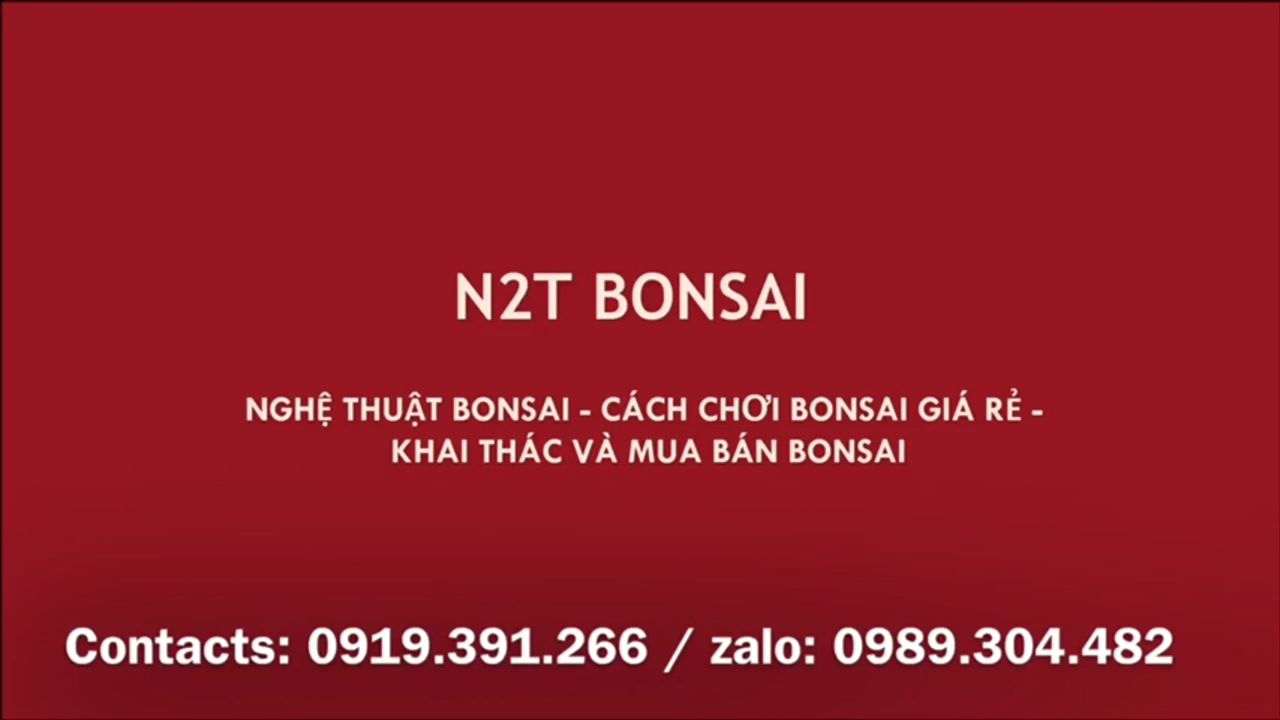 N2T BONSAI
NGHỆ THUẬT BONSAI - CÁCH CHƠI BONSAI GIÁ RẺ -
KHAI THÁC VÀ MUA BÁN BONSAI
Contacts: 0919.391.266 / zalo: 0989.304.482